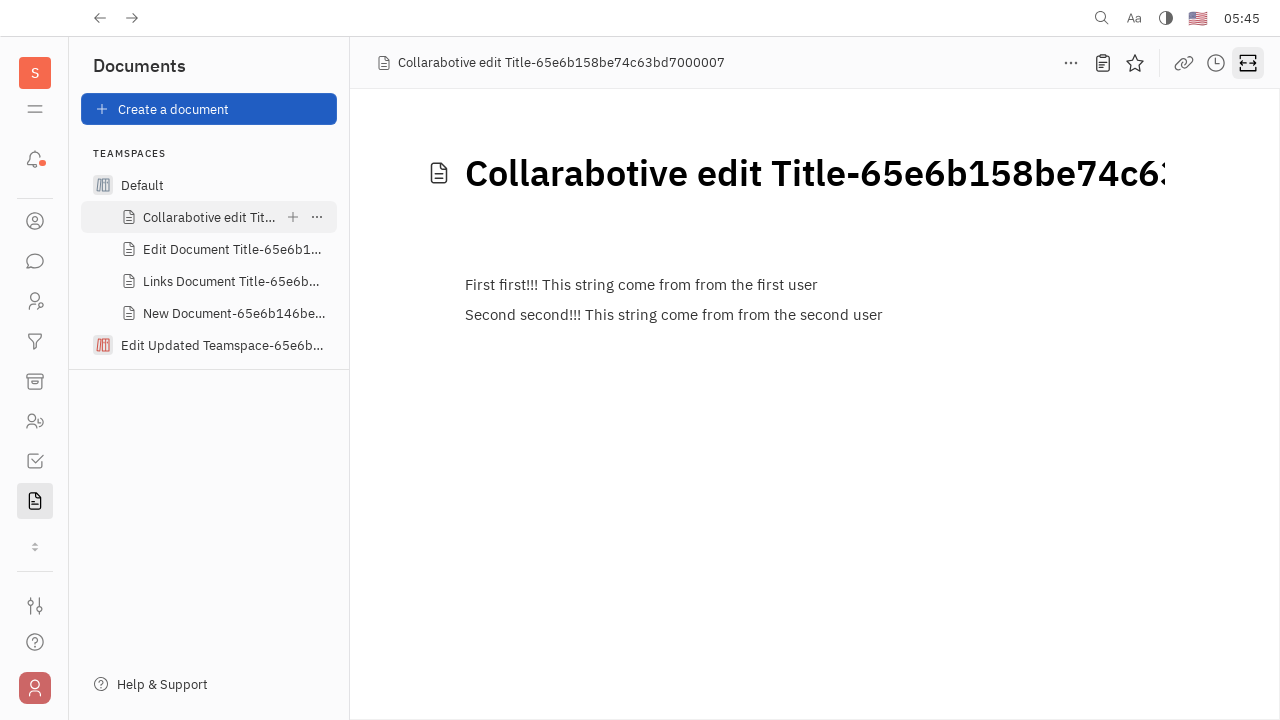 Aa
05:45
S
Documents
Collarabotive edit Title-65e6b158be74c63bd7000007
Create a document
TEAMSPACES
Default
Collarabotive edit Tit...
Edit Document Title-65e6b1...
Links Document Title-65e6b...
New Document-65e6b146be...
Edit Updated Teamspace-65e6b...
Collarabotive edit Title-65e6b158be74c63
First first!!! This string come from from the first user
Second second!!! This string come from from the second user
Help & Support